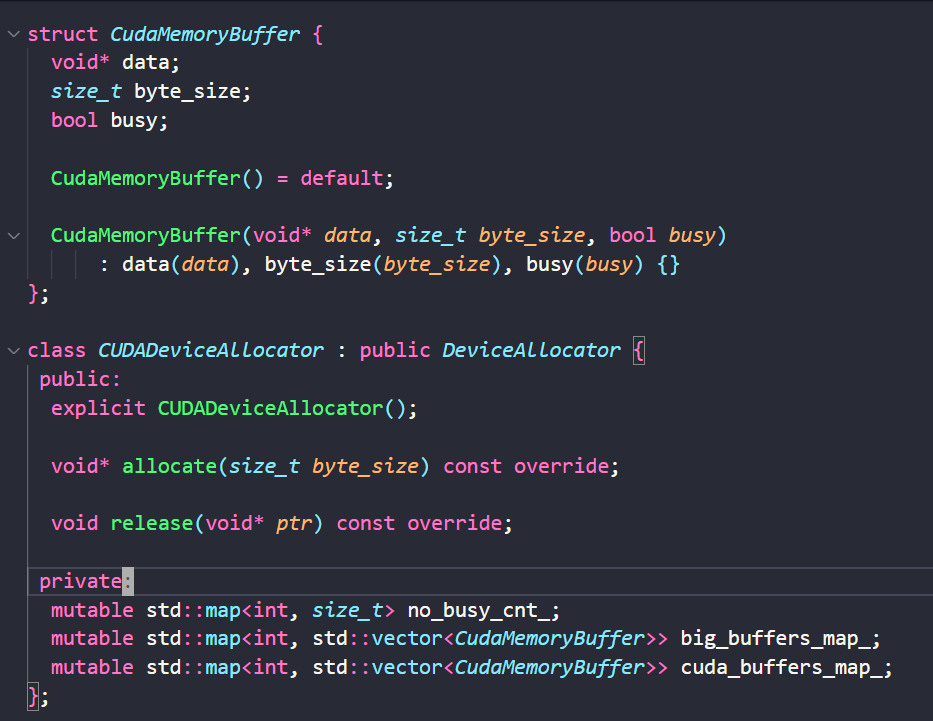 struct CudaMemoryBuffer {
  void* data;
  size_t byte_size;
  bool busy;

  CudaMemoryBuffer() = default;

  CudaMemoryBuffer(void* data, size_t byte_size, bool busy)
      : data(data), byte_size(byte_size), busy(busy) {}
};

class CUDADeviceAllocator : public DeviceAllocator {
 public:
  explicit CUDADeviceAllocator();

  void* allocate(size_t byte_size) const override;

  void release(void* ptr) const override;

 private:
  mutable std::map<int, size_t> no_busy_cnt_;
  mutable std::map<int, std::vector<CudaMemoryBuffer>> big_buffers_map_;
  mutable std::map<int, std::vector<CudaMemoryBuffer>> cuda_buffers_map_;
};